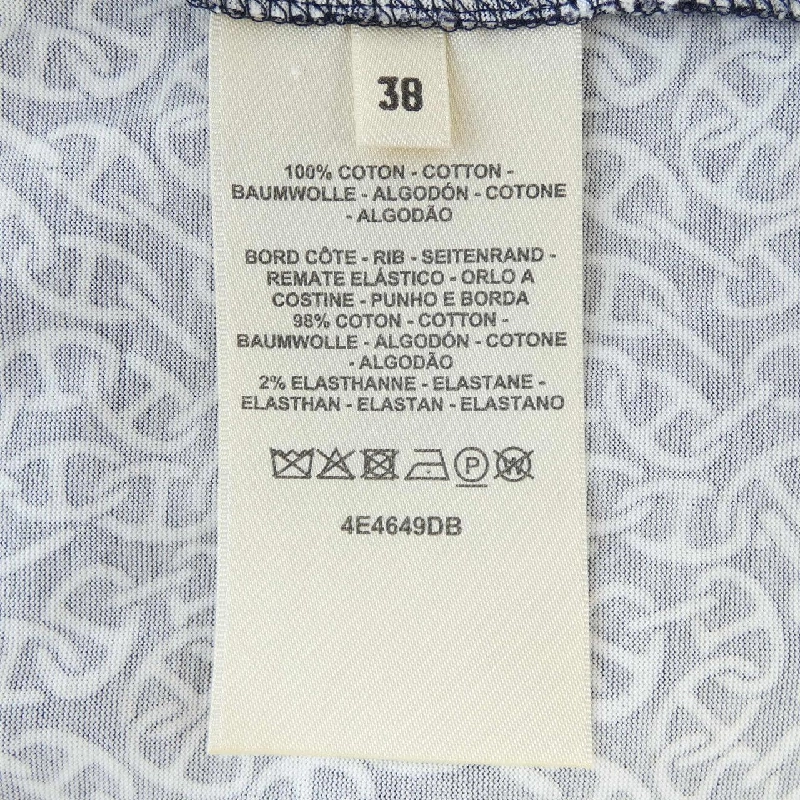 38
100% COTON - COTTON -
BAUMWOLLE - ALGODÓN - COTONE
- ALGODÃO
BORD CÔTE - RIB - SEITENRAND -
REMATE ELÁSTICO - ORLO A
COSTINE - PUNHO E BORDA
98% COTON - COTTON -
BAUMWOLLE - ALGODÓN - COTONE
- ALGODÃO
2% ELASTHANNE - ELASTANE -
ELASTHAN - ELASTAN - ELASTANO
P W
4E4649DB